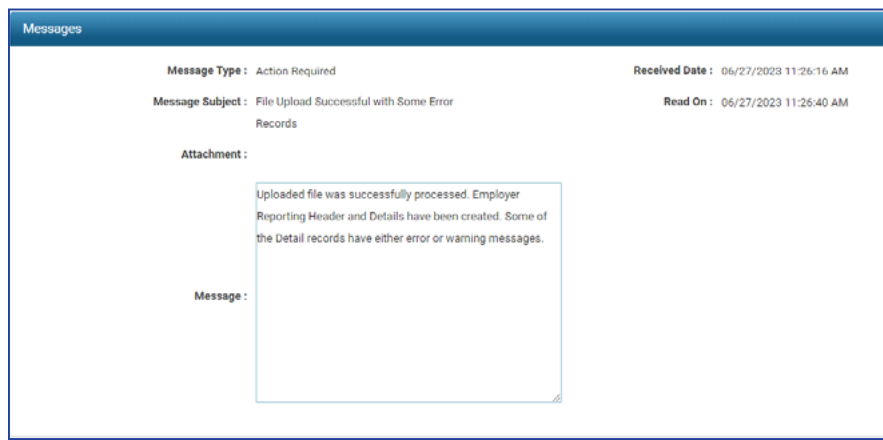 Messages
Message Type : Action Required
Received Date : 06/27/2023 11:26:16 AM
Message Subject : File Upload Successful with Some Error
Records
Read On : 06/27/2023 11:26:40 AM
Attachment :
Message :
Uploaded file was successfully processed. Employer
Reporting Header and Details have been created. Some of
the Detail records have either error or warning messages.